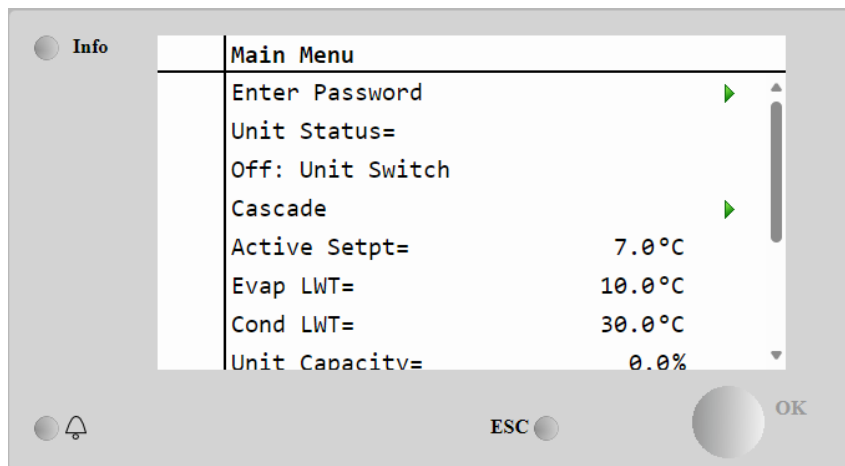 Info
Main Menu
Enter Password
Unit Status=
Off: Unit Switch
Cascade
Active Setpt= 7.0°C
Evap LWT= 10.0°C
Cond LWT= 30.0°C
Unit Capacity= 0.0%
ESC
OK